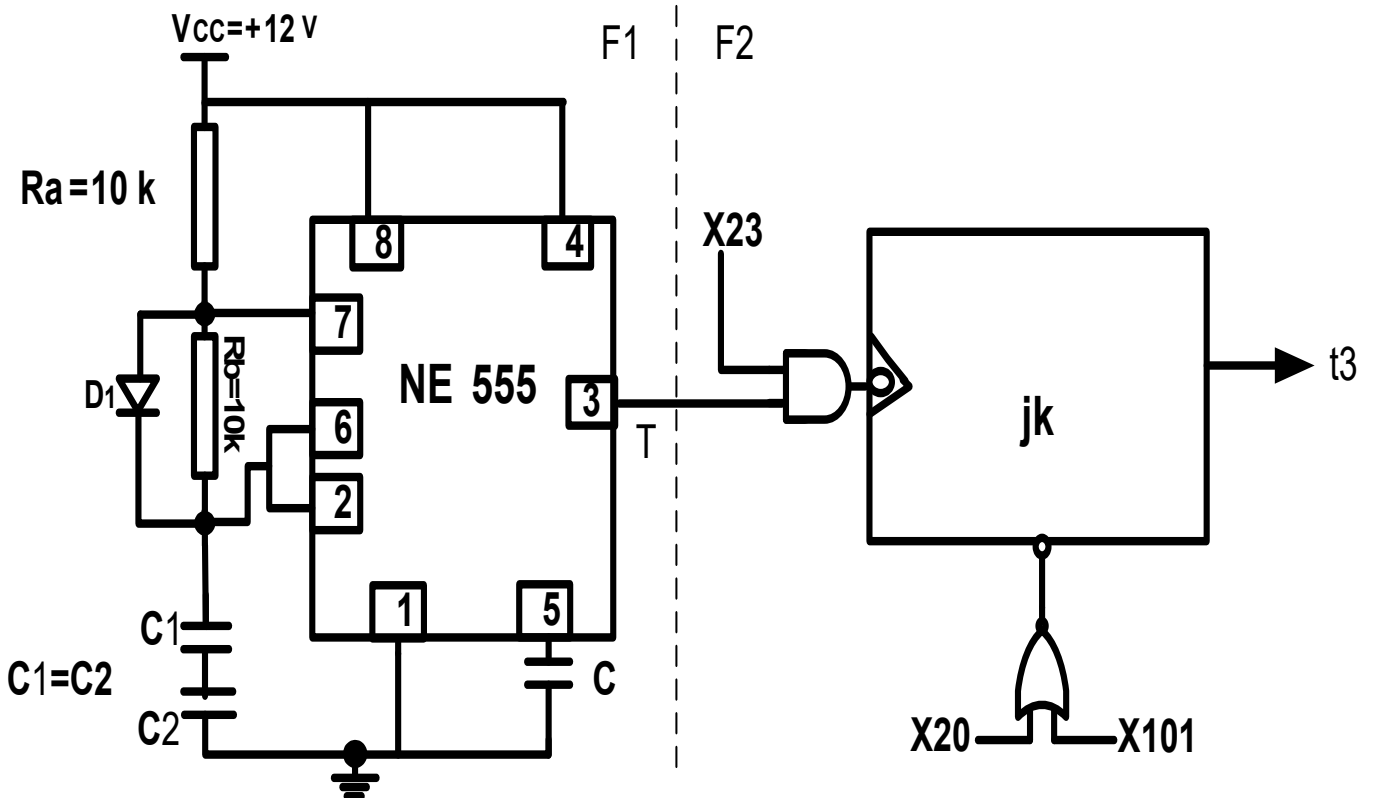 Vcc=+12 V
F1
F2
Ra=10 k
8
4
X23
7
D1
Rb=10k
NE 555
3
T
6
2
jk
t3
1
5
C1
C1=C2
C2
C
X20
X101